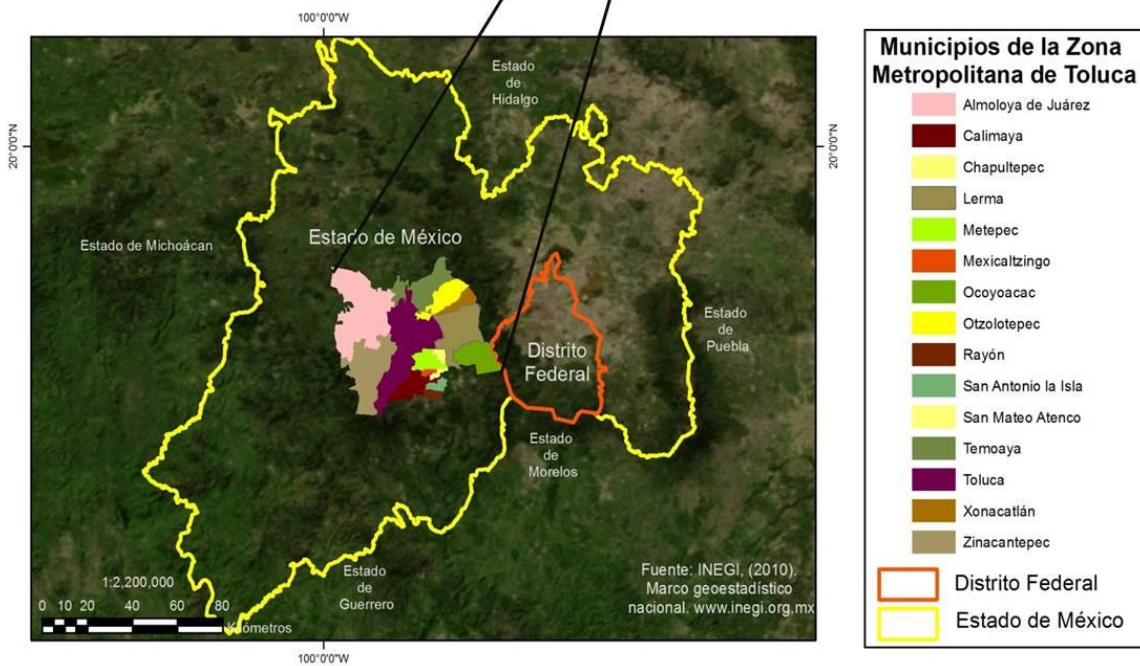 100°0'0"W
Estado
de
Hidalgo
20°0'0"N
20°0'0"N
Estado de Michoácan
Estado de México
Estado
de
Puebla
Distrito
Federal
Estado
de
Morelos
Estado
de
Guerrero
1:2,200,000
0 10 20 40 60 80
Kilómetros
Fuente: INEGI, (2010).
Marco geoestadístico
nacional. www.inegi.org.mx
100°0'0"W
Municipios de la Zona
Metropolitana de Toluca
Almoloya de Juárez
Calimaya
Chapultepec
Lerma
Metepec
Mexicaltzingo
Ocoyoacac
Otzolotepec
Rayón
San Antonio la Isla
San Mateo Atenco
Temoaya
Toluca
Xonacatlán
Zinacantepec
Distrito Federal
Estado de México